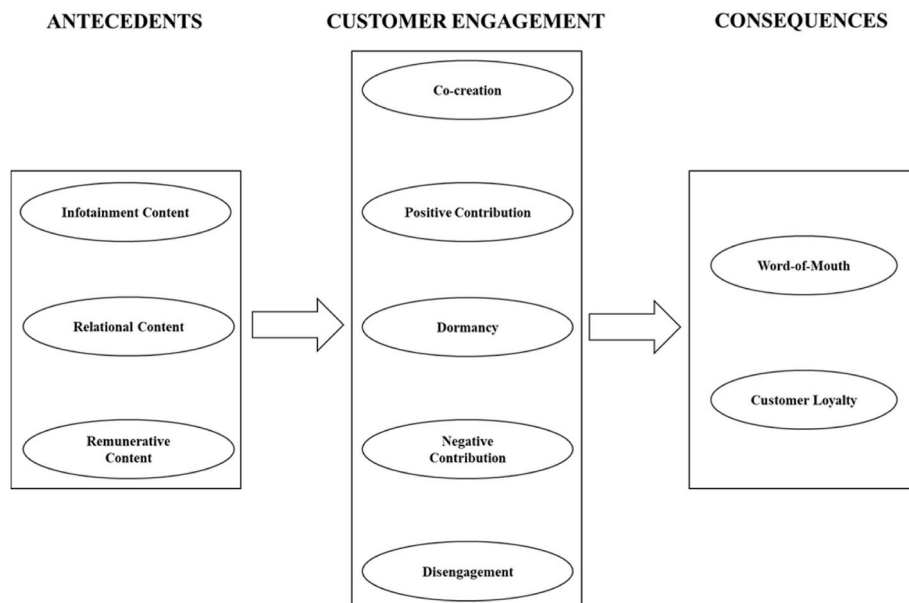 ANTECEDENTS
CUSTOMER ENGAGEMENT
CONSEQUENCES
Infotainment Content
Relational Content
Remunerative
Content
Co-creation
Positive Contribution
Dormancy
Negative
Contribution
Disengagement
Word-of-Mouth
Customer Loyalty